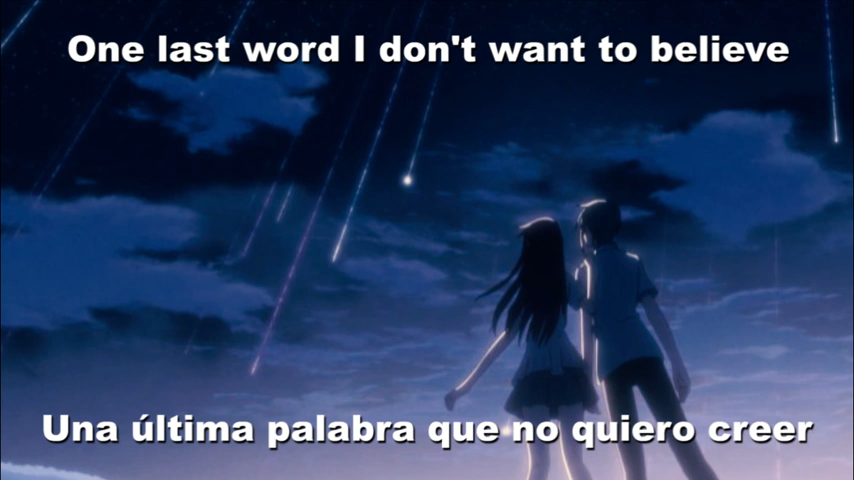 One last word I don't want to believe
Una última palabra que no quiero creer